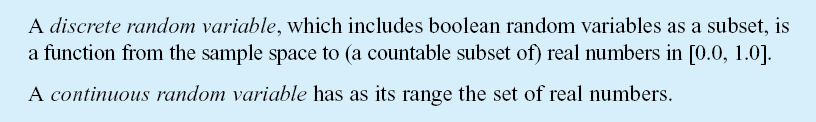 A discrete random variable, which includes boolean random variables as a subset, is
a function from the sample space to (a countable subset of) real numbers in [0.0, 1.0].
A continuous random variable has as its range the set of real numbers.